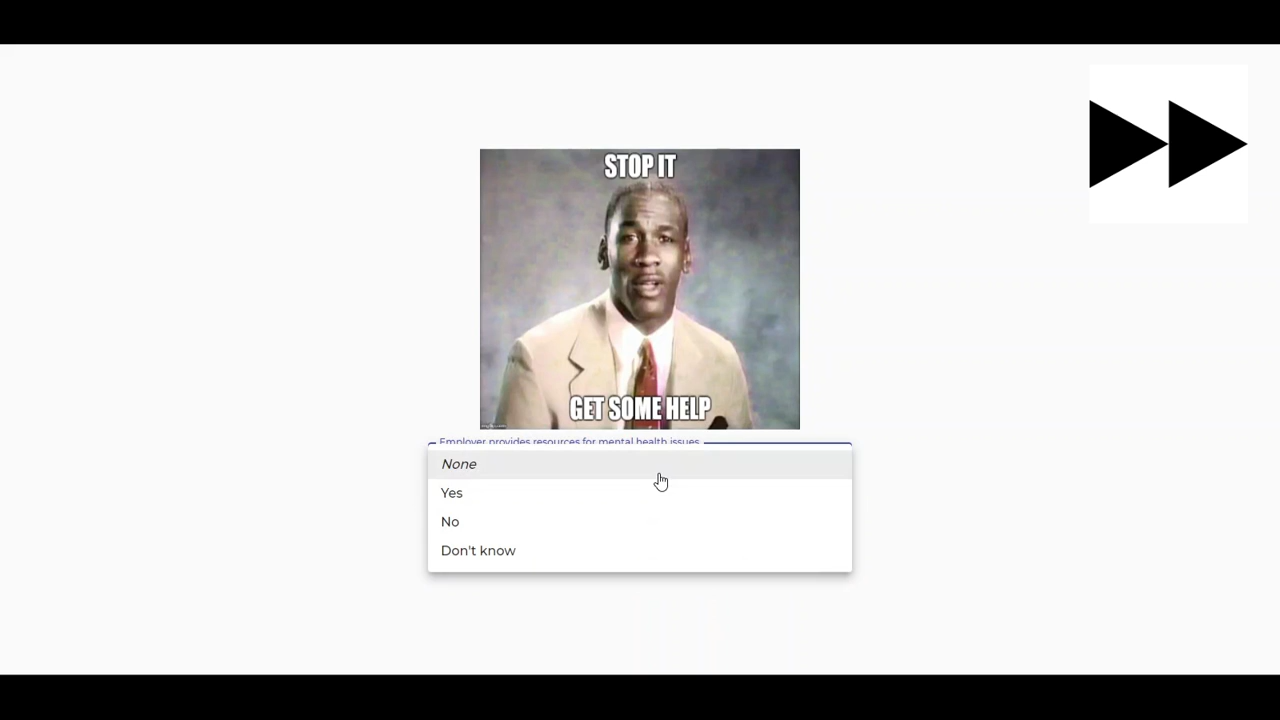 STOP IT
GET SOME HELP
Employer provides resources for mental health issues
None
Yes
No
Don't know